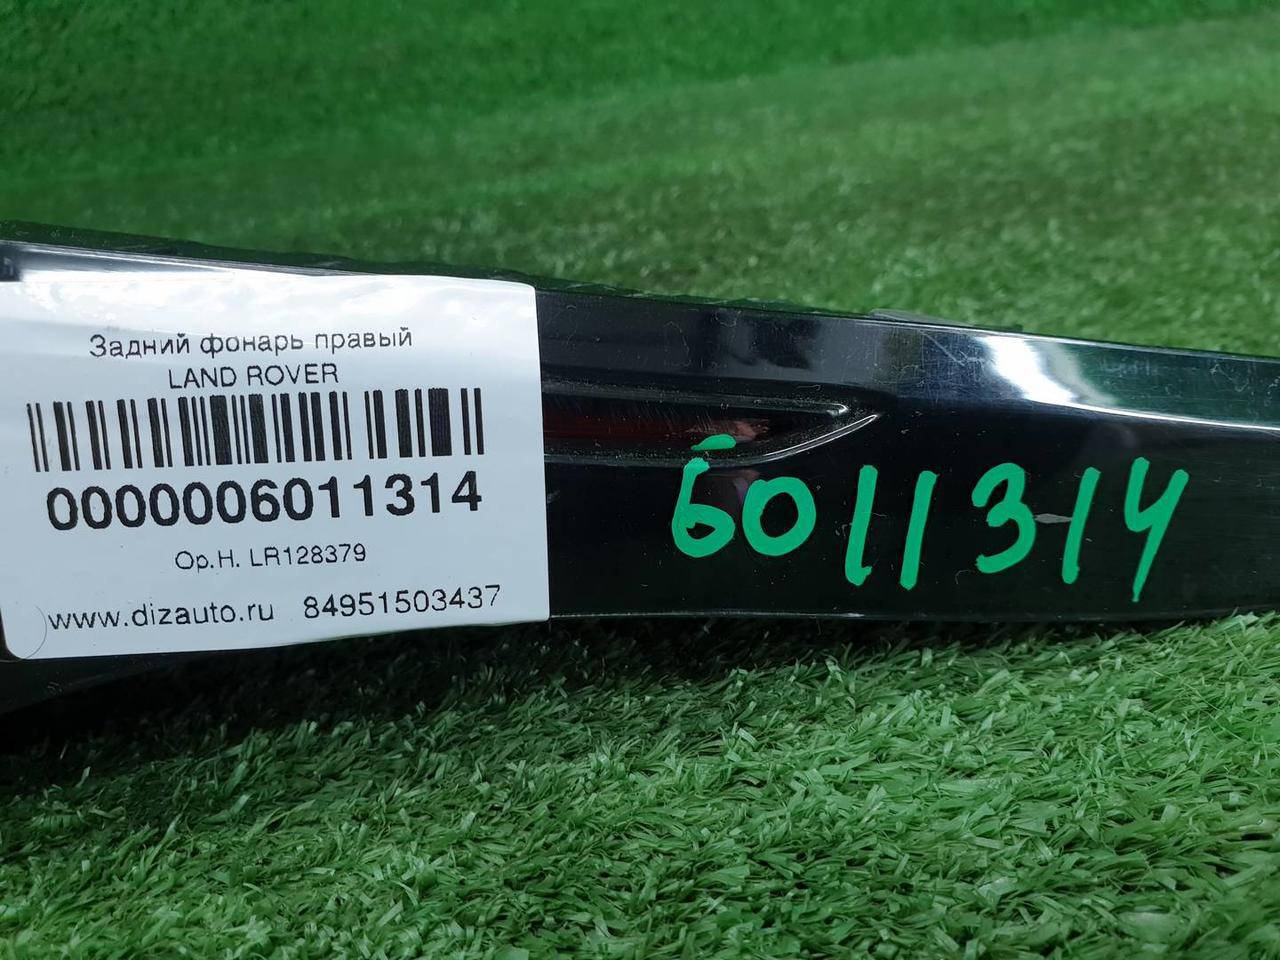 Задний фонарь правый
LAND ROVER
0000006011314
Ор.Н. LR128379
www.dizauto.ru 84951503437
6011314